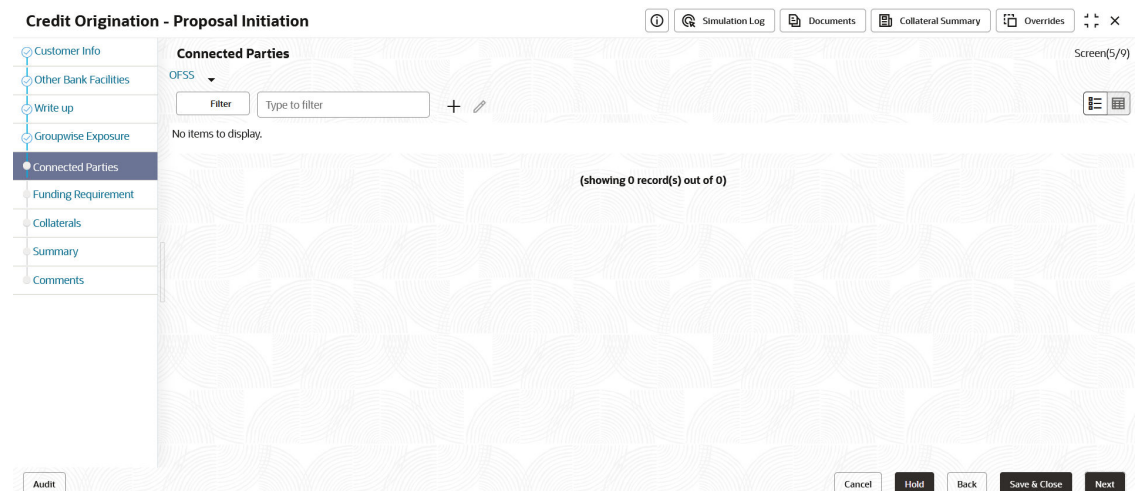 Credit Origination - Proposal Initiation
Simulation Log
Documents
Collateral Summary
Overrides
Customer Info
Other Bank Facilities
Write up
Groupwise Exposure
Connected Parties
Funding Requirement
Collaterals
Summary
Comments
Connected Parties
Screen(5/9)
OFSS
Filter
Type to filter
No items to display.
(showing 0 record(s) out of 0)
Audit
Cancel
Hold
Back
Save & Close
Next